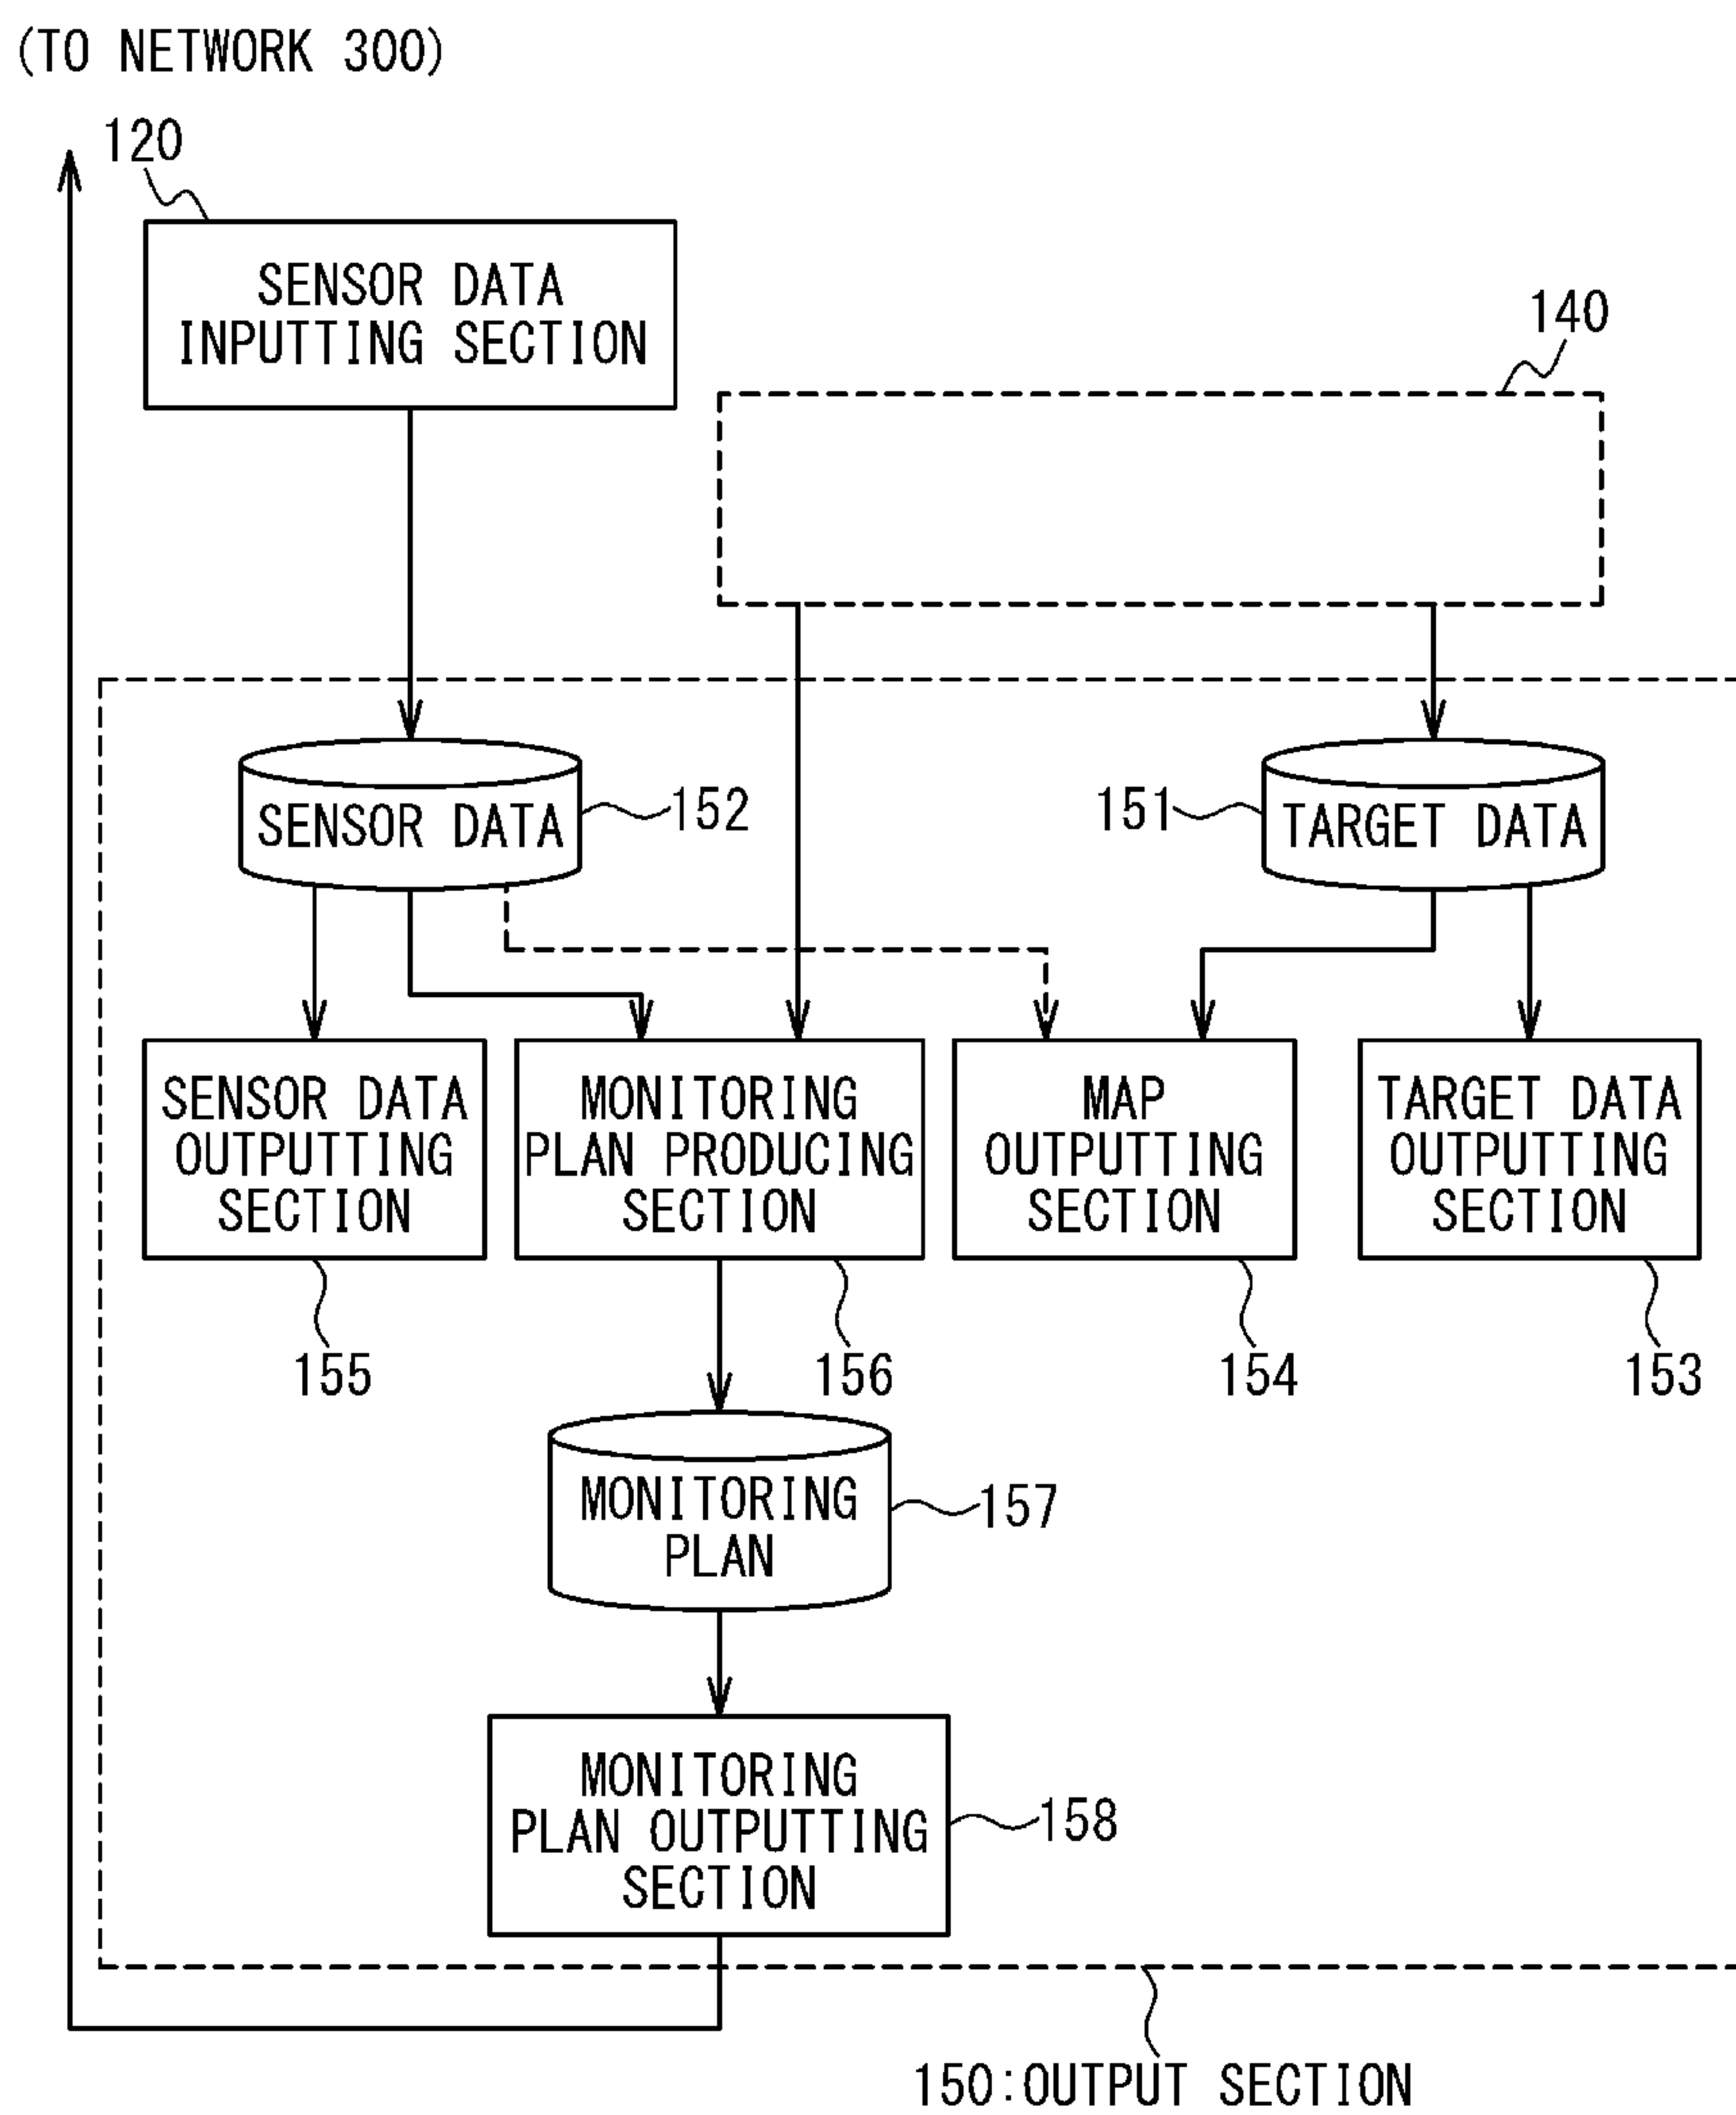 (TO NETWORK 300)
120
SENSOR DATA
INPUTTING SECTION
140
SENSOR DATA
152
151
TARGET DATA
SENSOR DATA
OUTPUTTING
SECTION
MONITORING
PLAN PRODUCING
SECTION
MAP
OUTPUTTING
SECTION
TARGET DATA
OUTPUTTING
SECTION
155
156
154
153
MONITORING
PLAN
157
MONITORING
PLAN OUTPUTTING
SECTION
158
150:OUTPUT SECTION